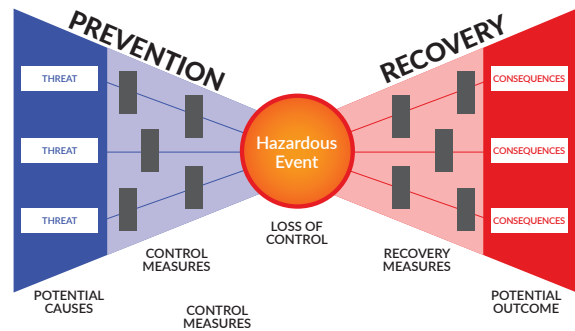 PREVENTION
RECOVERY
THREAT
THREAT
THREAT
Hazardous
Event
CONSEQUENCES
CONSEQUENCES
CONSEQUENCES
LOSS OF
CONTROL
CONTROL
MEASURES
RECOVERY
MEASURES
POTENTIAL
CAUSES
CONTROL
MEASURES
POTENTIAL
OUTCOME